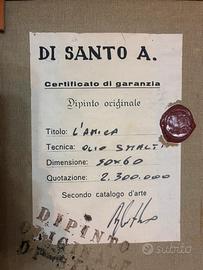 DI SANTO A.
Certificato di garanzia
Dipinto originale
Titolo: L'AMICA
Tecnica: OLIO SMALTI
Dimensione: 50X60
Quotazione: 2.300.000
Secondo catalogo d'arte
DIPINTO
subito